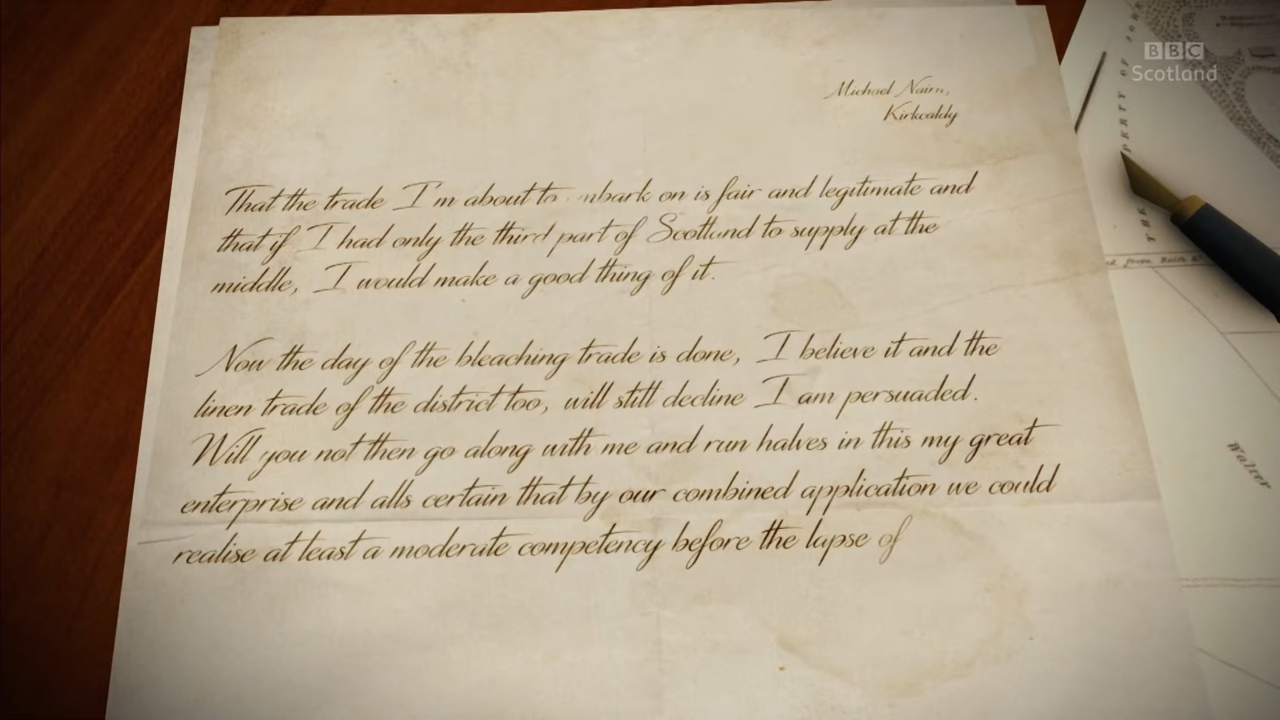 BBC
Scotland
Michael Nairn,
Kirkcaldy
That the trade I'm about to mbark on is fair and legitimate and
that if I had only the third part of Scotland to supply at the
middle, I would make a good thing of it.
Now the day of the bleaching trade is done, I believe it and the
linen trade of the district too, will still decline I am persuaded.
Will you not then go along with me and run halves in this my great
enterprise and alls certain that by our combined application we could
realise at least a moderate competency before the lapse of
THE
Walter